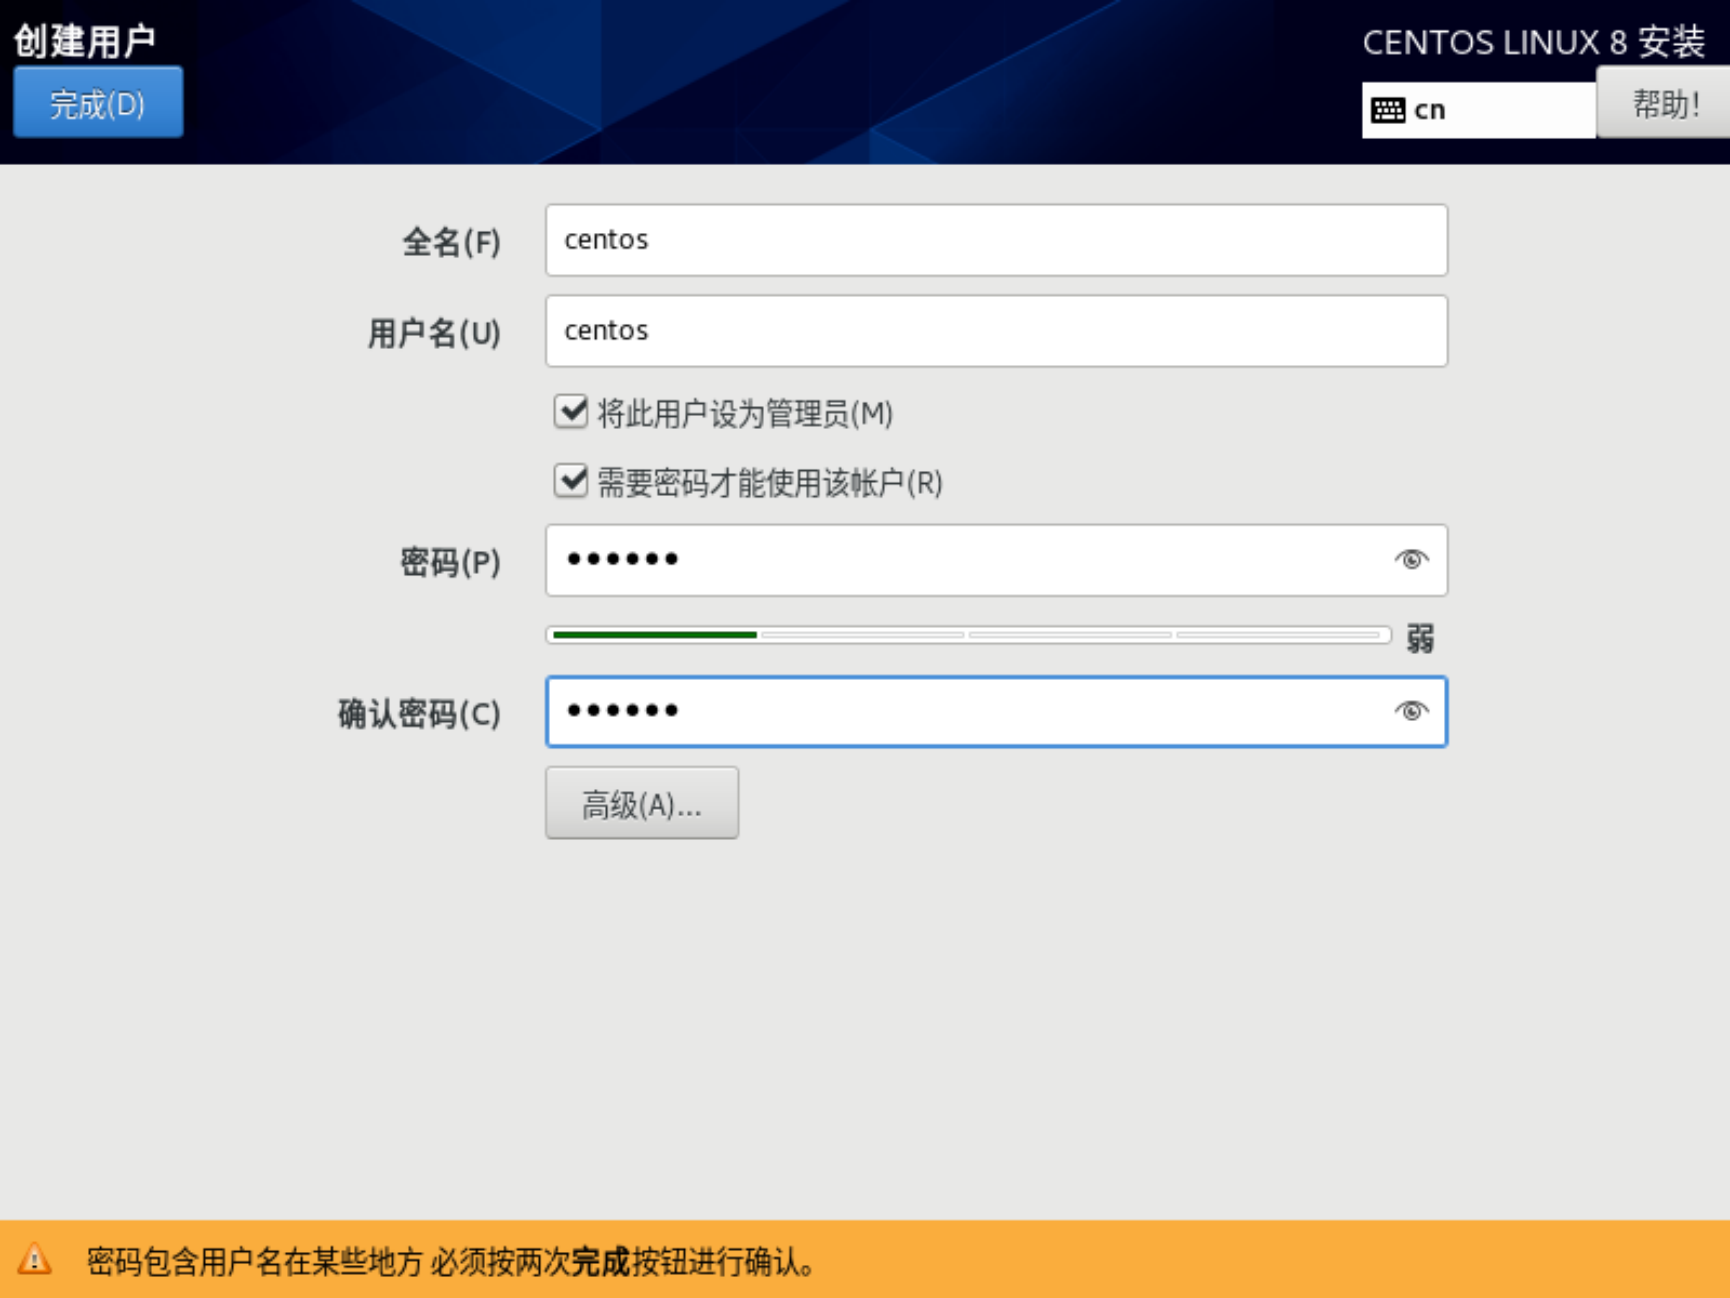 创建用户
CENTOS LINUX 8 安装
完成(D)
cn
帮助！
全名(F)
centos
用户名(U)
centos
将此用户设为管理员(M)
需要密码才能使用该帐户(R)
密码(P)
••••••
弱
确认密码(C)
••••••
高级(A)...
密码包含用户名在某些地方 必须按两次完成按钮进行确认。